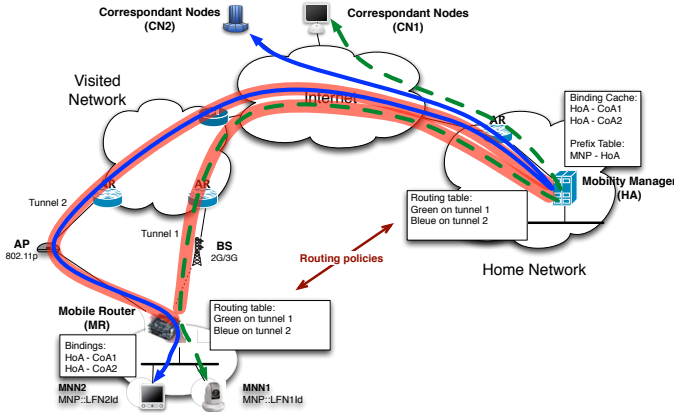 Correspondant Nodes
(CN2)
Correspondant Nodes
(CN1)
Visited
Network
Internet
AR
Binding Cache:
HoA - CoA1
HoA - CoA2
Prefix Table:
MNP - HoA
Mobility Manager
(HA)
AR
AR
Tunnel 2
Tunnel 1
Routing table:
Green on tunnel 1
Bleue on tunnel 2
AP
802.11p
BS
2G/3G
Routing policies
Home Network
Mobile Router
(MR)
Routing table:
Green on tunnel 1
Bleue on tunnel 2
Bindings:
HoA - CoA1
HoA - CoA2
MNN2
MNP::LFN2Id
MNN1
MNP::LFN1Id